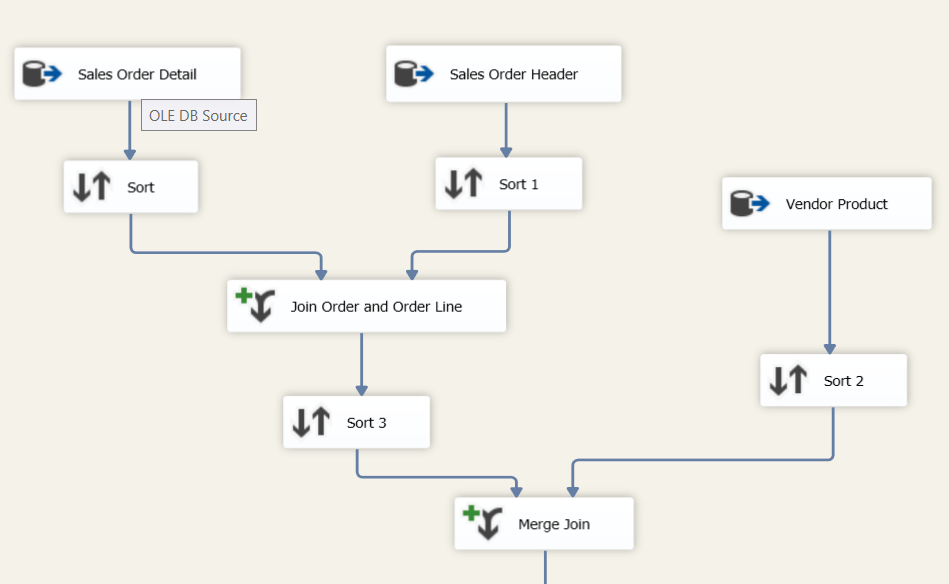 Sales Order Detail
Sales Order Header
OLE DB Source
Sort
Sort 1
Vendor Product
Join Order and Order Line
Sort 2
Sort 3
Merge Join